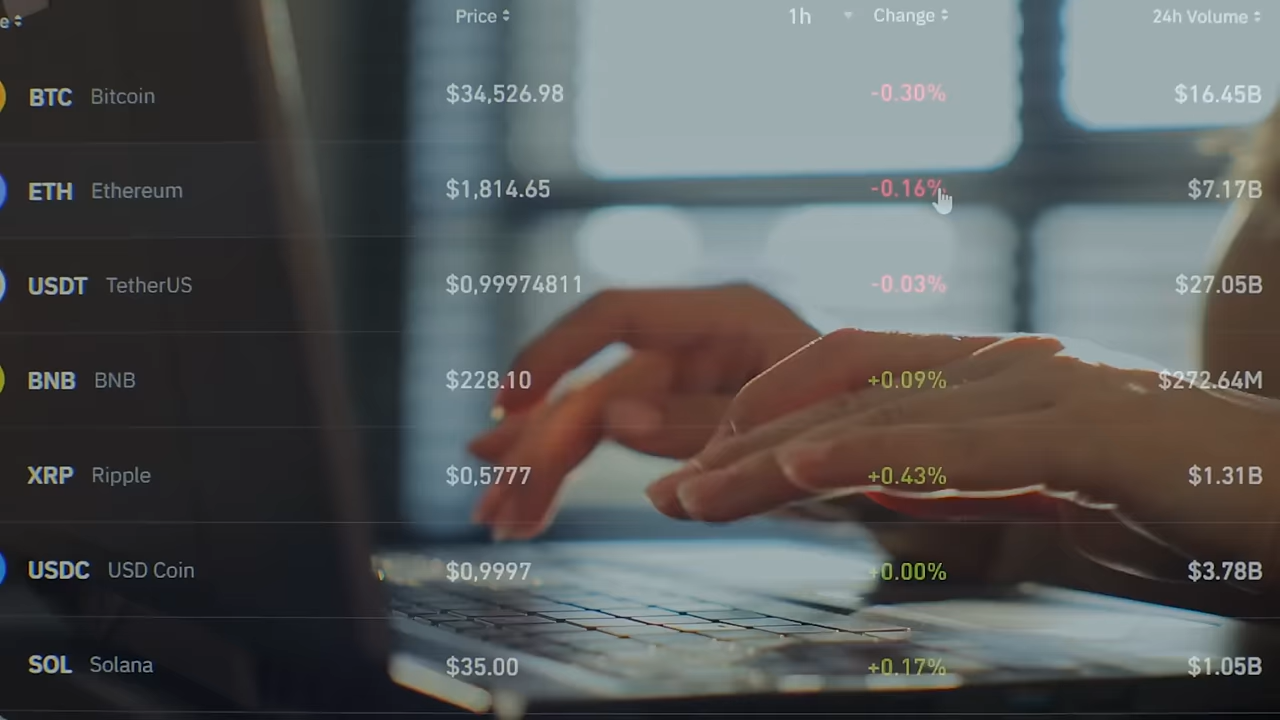 e Price 1h Change 24h Volume
BTC Bitcoin $34,526.98 -0.30% $16.45B
ETH Ethereum $1,814.65 -0.16% $7.17B
USDT TetherUS $0,99974811 -0.03% $27.05B
BNB BNB $228.10 +0.09% $272.64M
XRP Ripple $0,5777 +0.43% $1.31B
USDC USD Coin $0,9997 +0.00% $3.78B
SOL Solana $35.00 +0.17% $1.05B